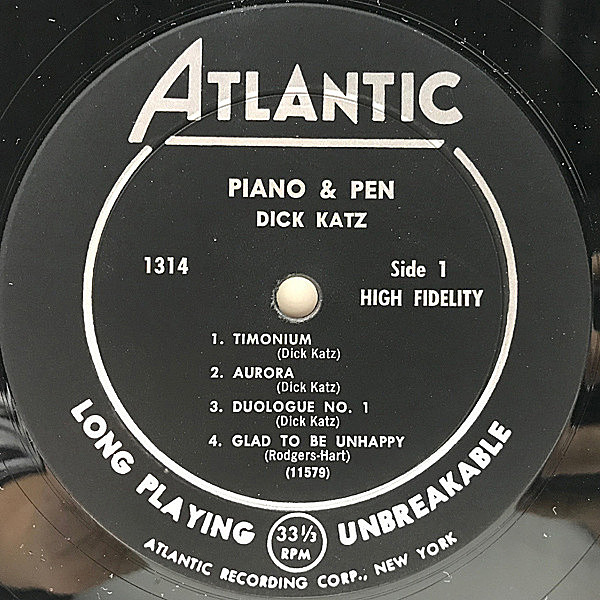 ATLANTIC
PIANO & PEN
DICK KATZ
1314
Side 1
HIGH FIDELITY
1. TIMONIUM
(Dick Katz)
2. AURORA
(Dick Katz)
3. DUOLOGUE NO. 1
(Dick Katz)
4. GLAD TO BE UNHAPPY
(Rodgers-Hart)
(11579)
LONG PLAYING
33 1/3
RPM
UNBREAKABLE
ATLANTIC RECORDING CORP., NEW YORK